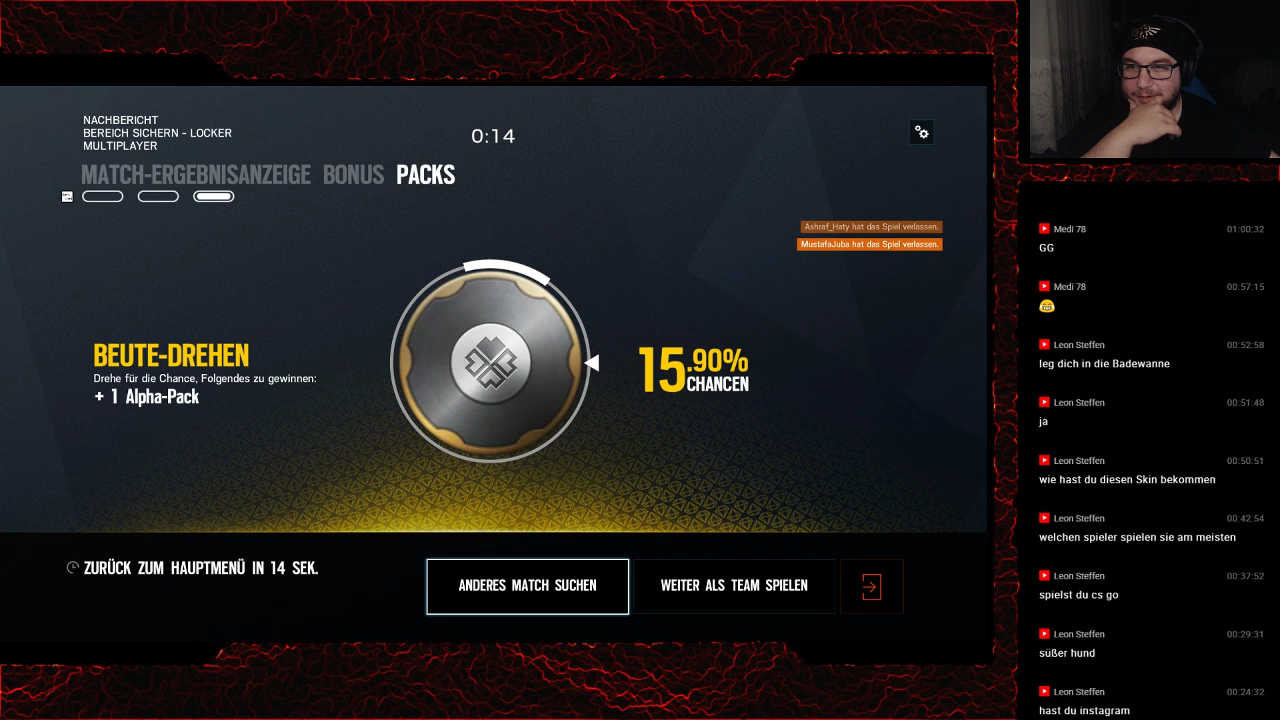 NACHBERICHT
BEREICH SICHERN - LOCKER
MULTIPLAYER
0:14
MATCH-ERGEBNISANZEIGE BONUS PACKS
Ashraf_Haty hat das Spiel verlassen.
MustafaJuba hat das Spiel verlassen.
BEUTE-DREHEN
Drehe für die Chance, Folgendes zu gewinnen:
+ 1 Alpha-Pack
15.90%
CHANCEN
ZURÜCK ZUM HAUPTMENÜ IN 14 SEK.
ANDERES MATCH SUCHEN
WEITER ALS TEAM SPIELEN
Medi 78 01:00:32
GG
Medi 78 00:57:15
Leon Steffen 00:52:58
leg dich in die Badewanne
Leon Steffen 00:51:48
ja
Leon Steffen 00:50:51
wie hast du diesen Skin bekommen
Leon Steffen 00:42:54
welchen spieler spielen sie am meisten
Leon Steffen 00:37:52
spielst du cs go
Leon Steffen 00:29:31
süßer hund
Leon Steffen 00:24:32
hast du instagram